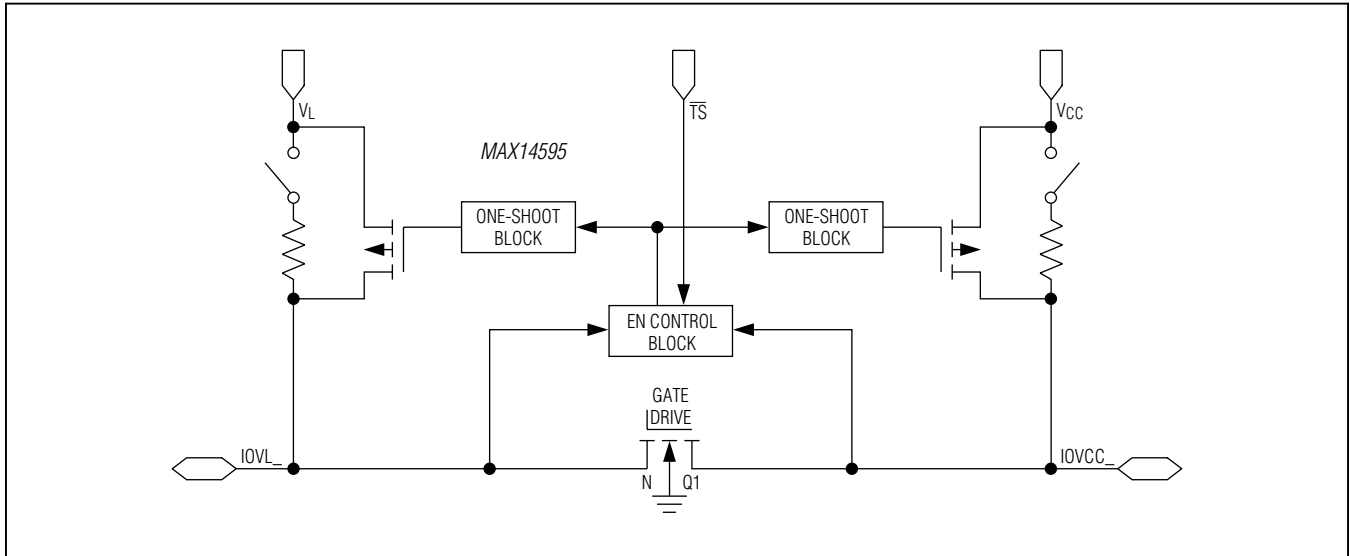 VL
TS
VCC
MAX14595
ONE-SHOOT
BLOCK
ONE-SHOOT
BLOCK
EN CONTROL
BLOCK
GATE
DRIVE
IOVL_
N
Q1
IOVCC_